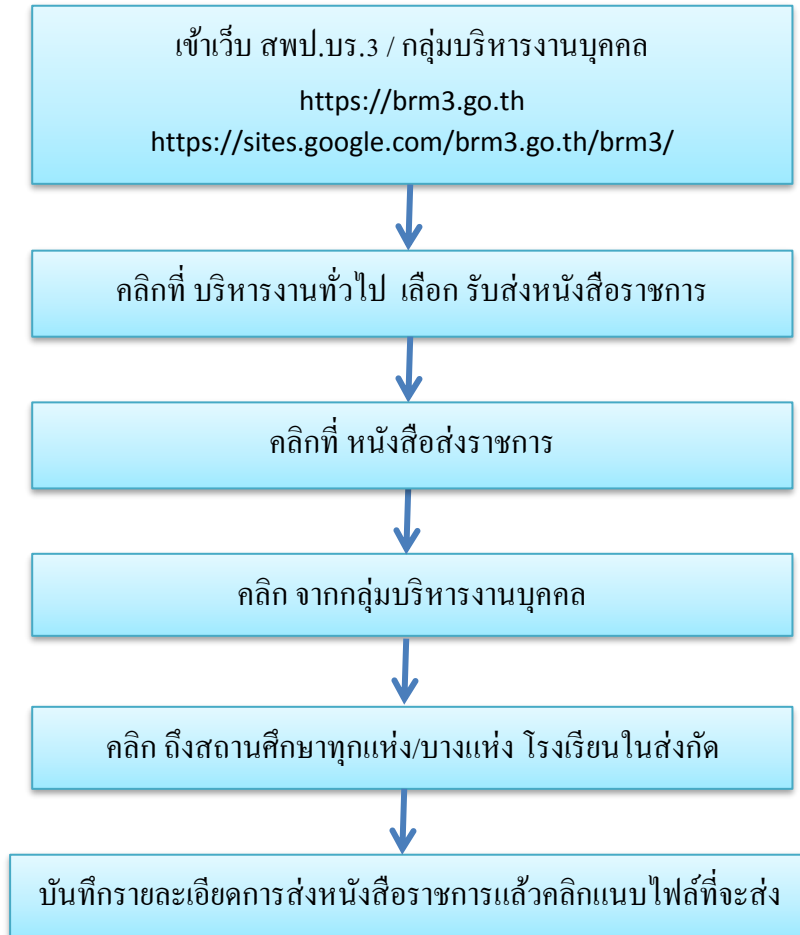 เข้าเว็บ สพป.บร.3 / กลุ่มบริหารงานบุคคล
https://brm3.go.th
https://sites.google.com/brm3.go.th/brm3/
คลิกที่ บริหารงานทั่วไป เลือก รับส่งหนังสือราชการ
คลิกที่ หนังสือส่งราชการ
คลิก จากกลุ่มบริหารงานบุคคล
คลิก ถึงสถานศึกษาทุกแห่ง/บางแห่ง โรงเรียนในส่งกัด
บันทึกรายละเอียดการส่งหนังสือราชการแล้วคลิกแนบไฟล์ที่จะส่ง